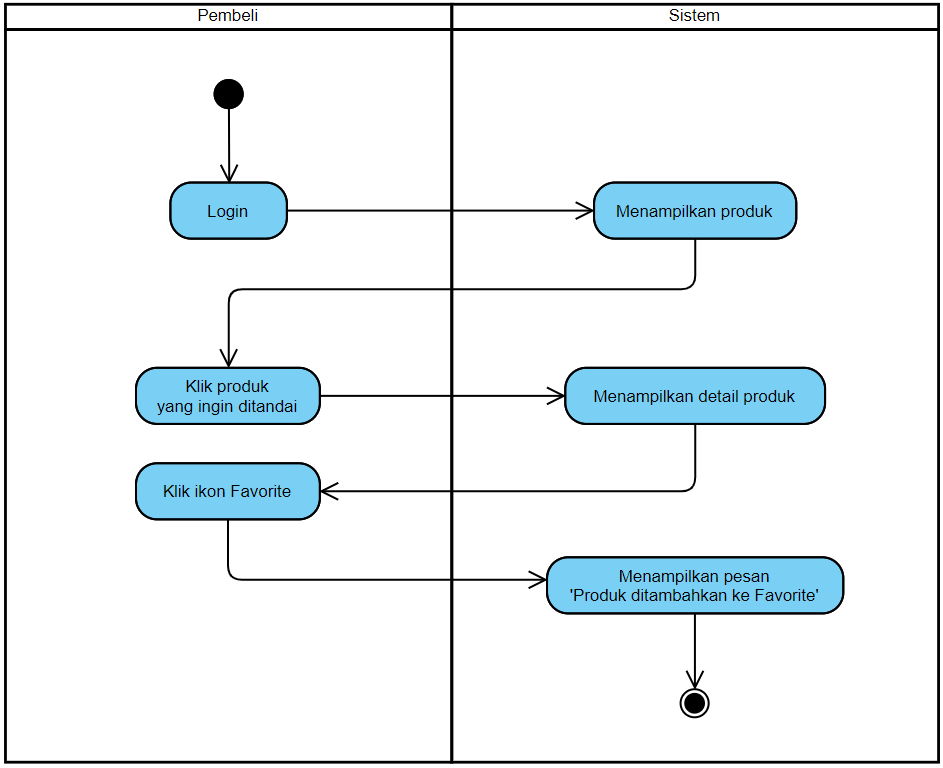 Pembeli
Sistem
Login
Menampilkan produk
Klik produk
yang ingin ditandai
Menampilkan detail produk
Klik ikon Favorite
Menampilkan pesan
'Produk ditambahkan ke Favorite'